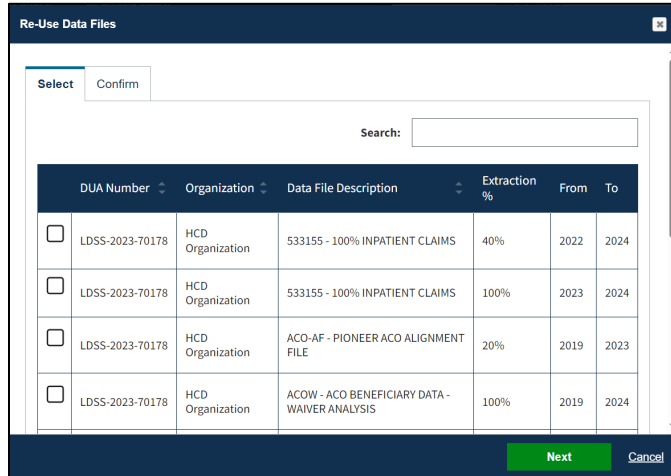 Re-Use Data Files
Select Confirm
Search:
DUA Number Organization Data File Description Extraction % From To
LDSS-2023-70178 HCD Organization 533155 - 100% INPATIENT CLAIMS 40% 2022 2024
LDSS-2023-70178 HCD Organization 533155 - 100% INPATIENT CLAIMS 100% 2023 2024
LDSS-2023-70178 HCD Organization ACO-AF - PIONEER ACO ALIGNMENT FILE 20% 2019 2023
LDSS-2023-70178 HCD Organization ACOW - ACO BENEFICIARY DATA - WAIVER ANALYSIS 100% 2019 2024
Next Cancel